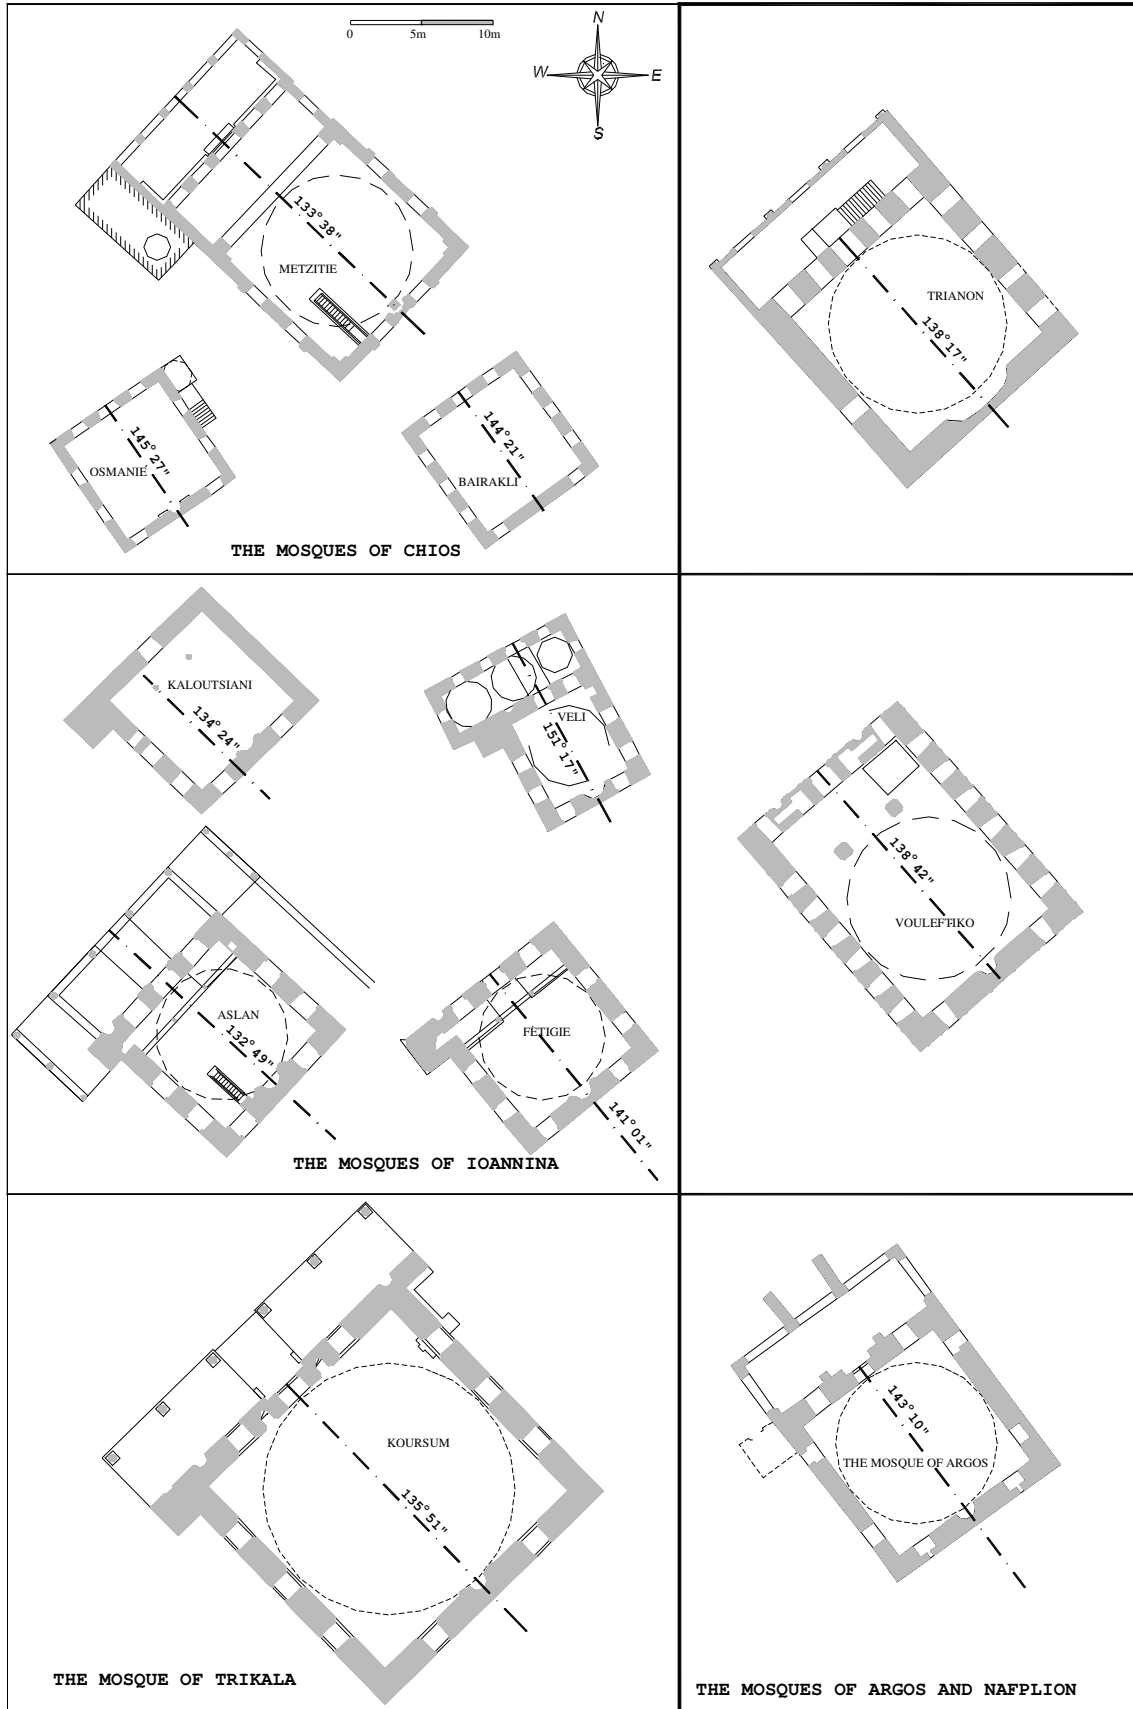 0 5m 10m
N
W E
S
133°38"
METZITIE
145°27"
OSMANIÉ
144°21"
BAIRAKLI
THE MOSQUES OF CHIOS
TRIANON
138°17"
KALOUTSIANI
134°24"
VELI
151°17"
ASLAN
132°49"
FÈTIGIE
141°01"
THE MOSQUES OF IOANNINA
138°42"
VOULEFTIKO
KOURSUM
135°51"
THE MOSQUE OF TRIKALA
143°10"
THE MOSQUE OF ARGOS
THE MOSQUES OF ARGOS AND NAFPLION